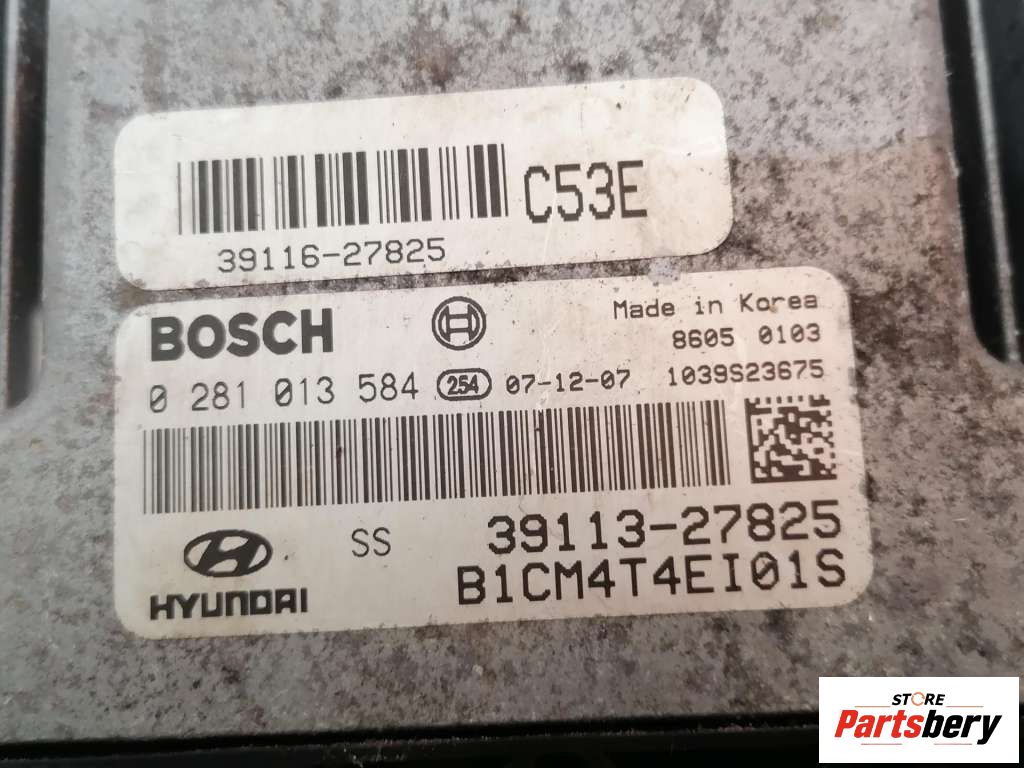 C53E
39116-27825
BOSCH
Made in Korea
8605 0103
0 281 013 584 254 07-12-07 1039S23675
SS 39113-27825
HYUNDAI B1CM4T4EI01S
STORE
Partsbery